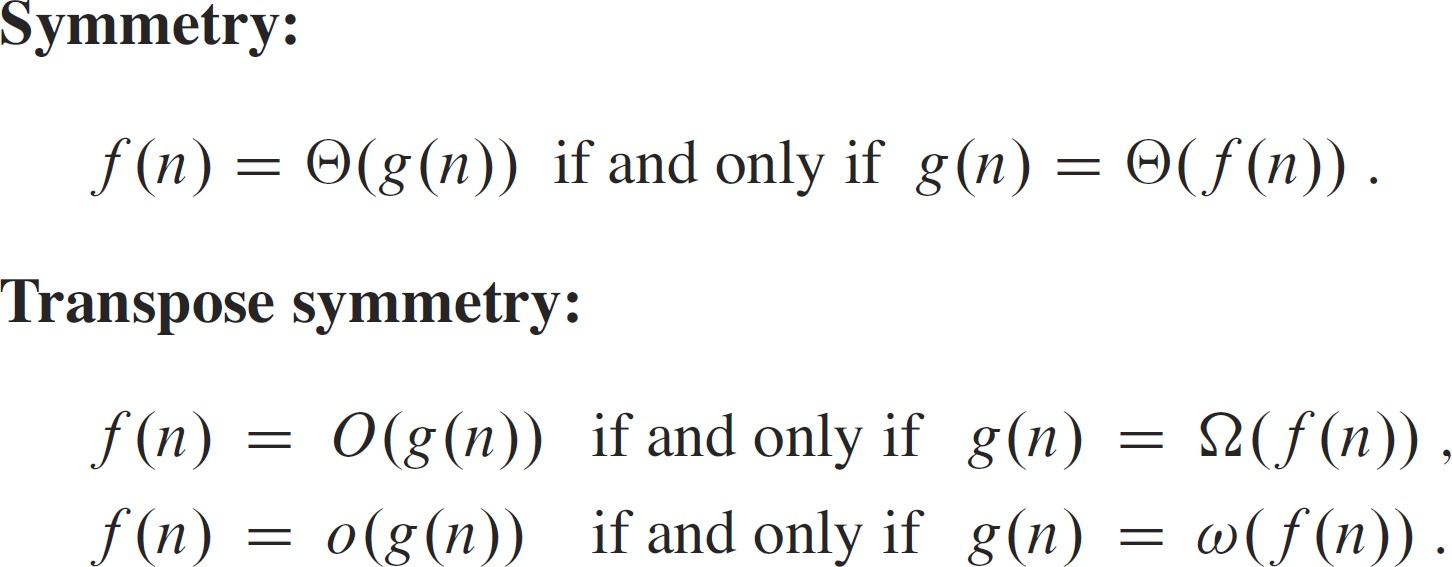 Symmetry:
f(n) = Θ(g(n)) if and only if g(n) = Θ(f(n)) .
Transpose symmetry:
f(n) = O(g(n)) if and only if g(n) = Ω(f(n)) ,
f(n) = o(g(n)) if and only if g(n) = ω(f(n)) .